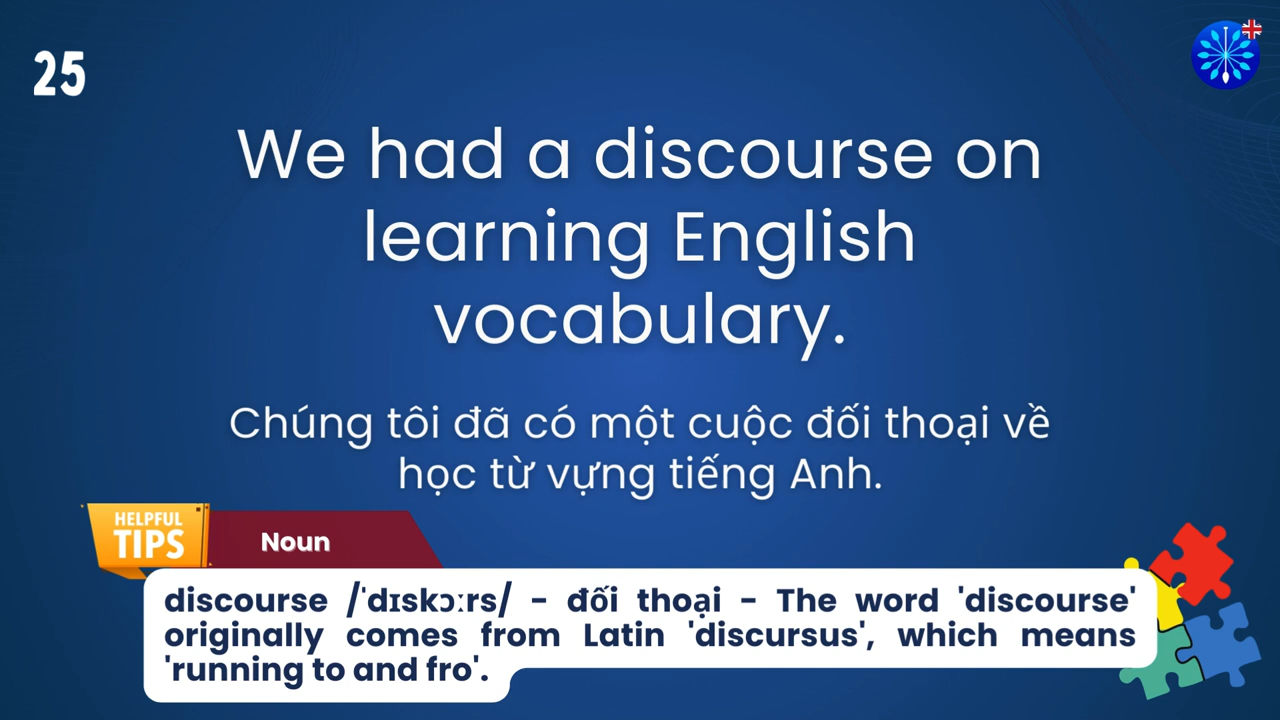 25
We had a discourse on
learning English
vocabulary.
Chúng tôi đã có một cuộc đối thoại về
học từ vựng tiếng Anh.
HELPFUL
TIPS
Noun
discourse /ˈdɪskɔːrs/ - đối thoại - The word 'discourse'
originally comes from Latin 'discursus', which means
'running to and fro'.